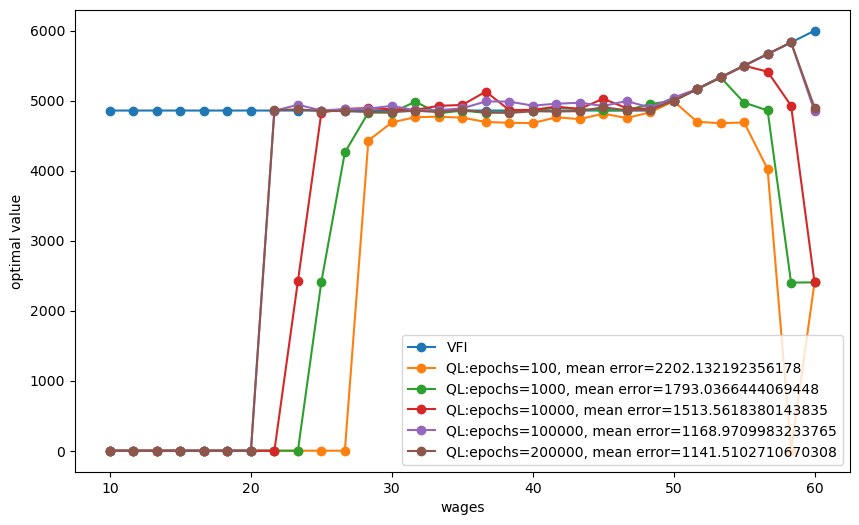 6000
5000
4000
3000
2000
1000
0
optimal value
10
20
30
40
50
60
wages
VFI
QL:epochs=100, mean error=2202.132192356178
QL:epochs=1000, mean error=1793.0366444069448
QL:epochs=10000, mean error=1513.5618380143835
QL:epochs=100000, mean error=1168.9709983233765
QL:epochs=200000, mean error=1141.5102710670308